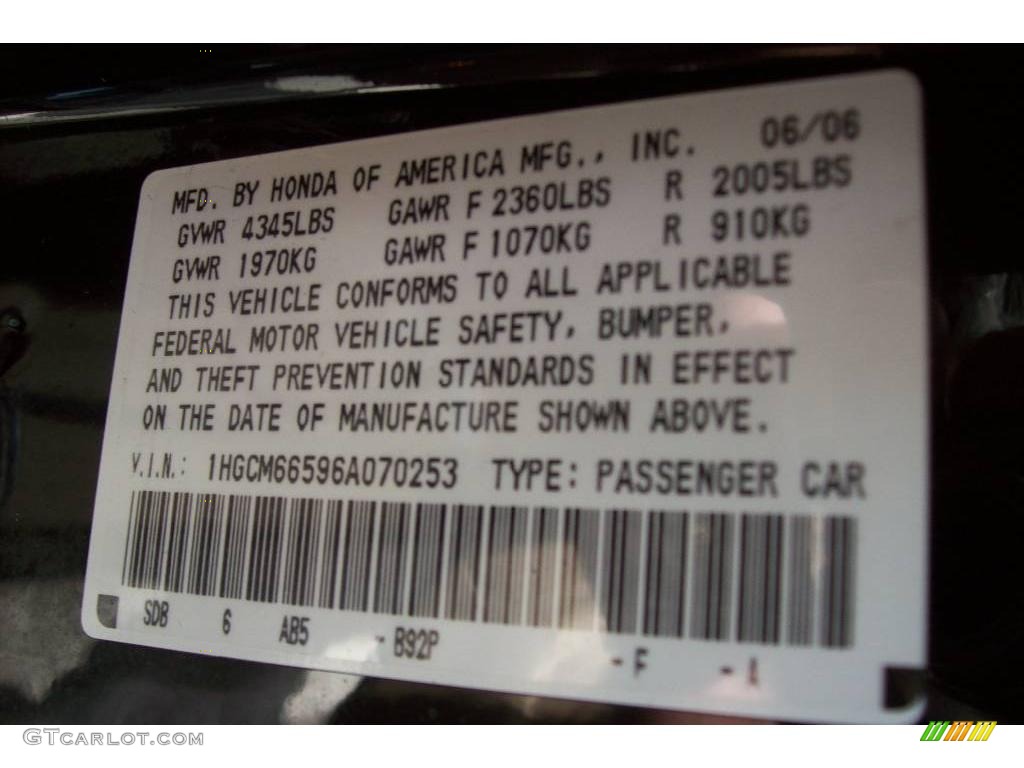 MFD. BY HONDA OF AMERICA MFG., INC. 06/06
GVWR 4345LBS GAWR F 2360LBS R 2005LBS
GVWR 1970KG GAWR F 1070KG R 910KG
THIS VEHICLE CONFORMS TO ALL APPLICABLE
FEDERAL MOTOR VEHICLE SAFETY, BUMPER,
AND THEFT PREVENTION STANDARDS IN EFFECT
ON THE DATE OF MANUFACTURE SHOWN ABOVE.
V.I.N.: 1HGCM66596A070253 TYPE: PASSENGER CAR
SDB 6 AB5 - B92P - F - A
GTCARLOT.COM